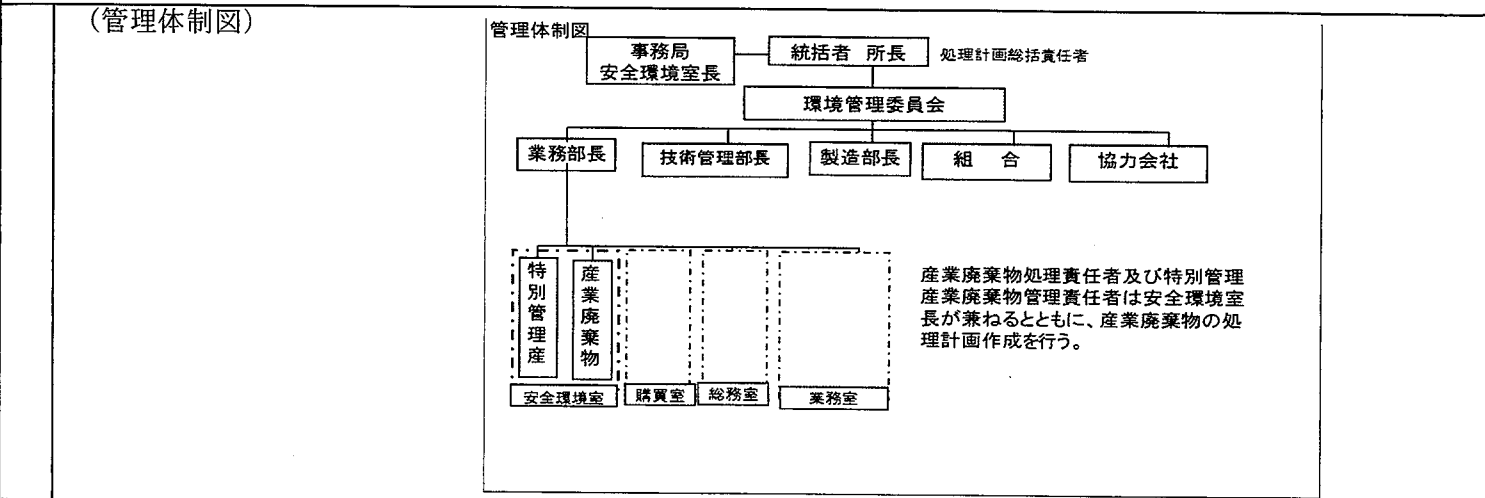 (管理体制図)
管理体制図
事務局
安全環境室長
統括者 所長
処理計画総括責任者
環境管理委員会
業務部長
技術管理部長
製造部長
組 合
協力会社
特別管理産
産業廃棄物
安全環境室
購買室
総務室
業務室
産業廃棄物処理責任者及び特別管理
産業廃棄物管理責任者は安全環境室
長が兼ねるとともに、産業廃棄物の処
理計画作成を行う。